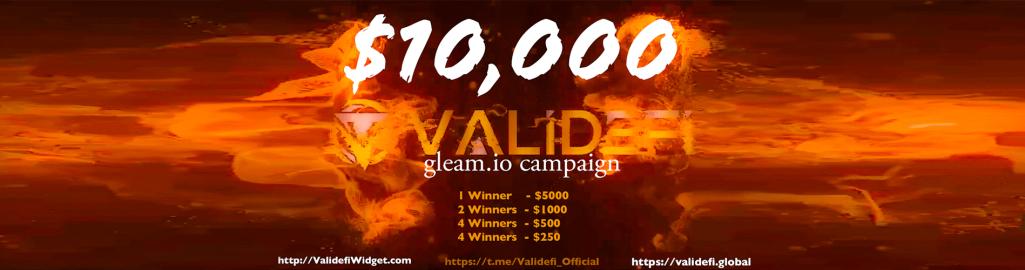 $10,000
VALIDEFI
gleam.io campaign
1 Winner - $5000
2 Winners - $1000
4 Winners - $500
4 Winners - $250
http://ValidefiWidget.com https://t.me/Validefi_Official https://validefi.global